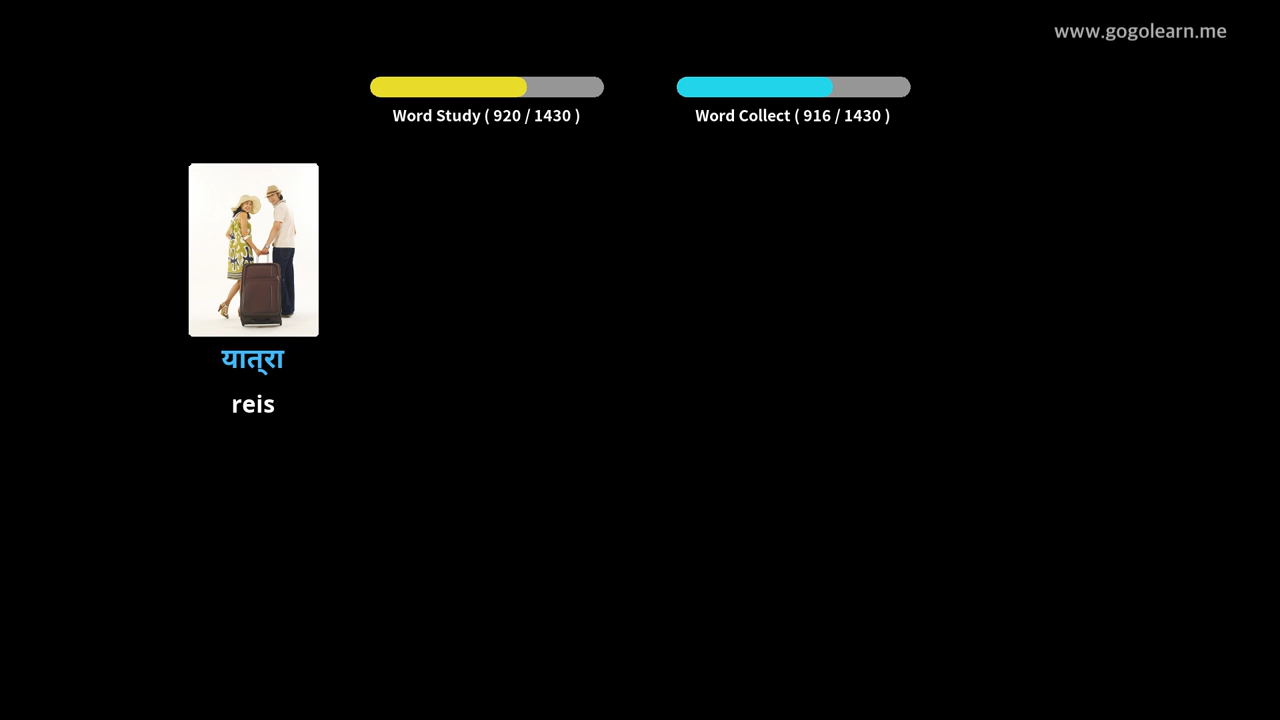 www.gogolearn.me
Word Study ( 920 / 1430 )
Word Collect ( 916 / 1430 )
यात्रा
reis